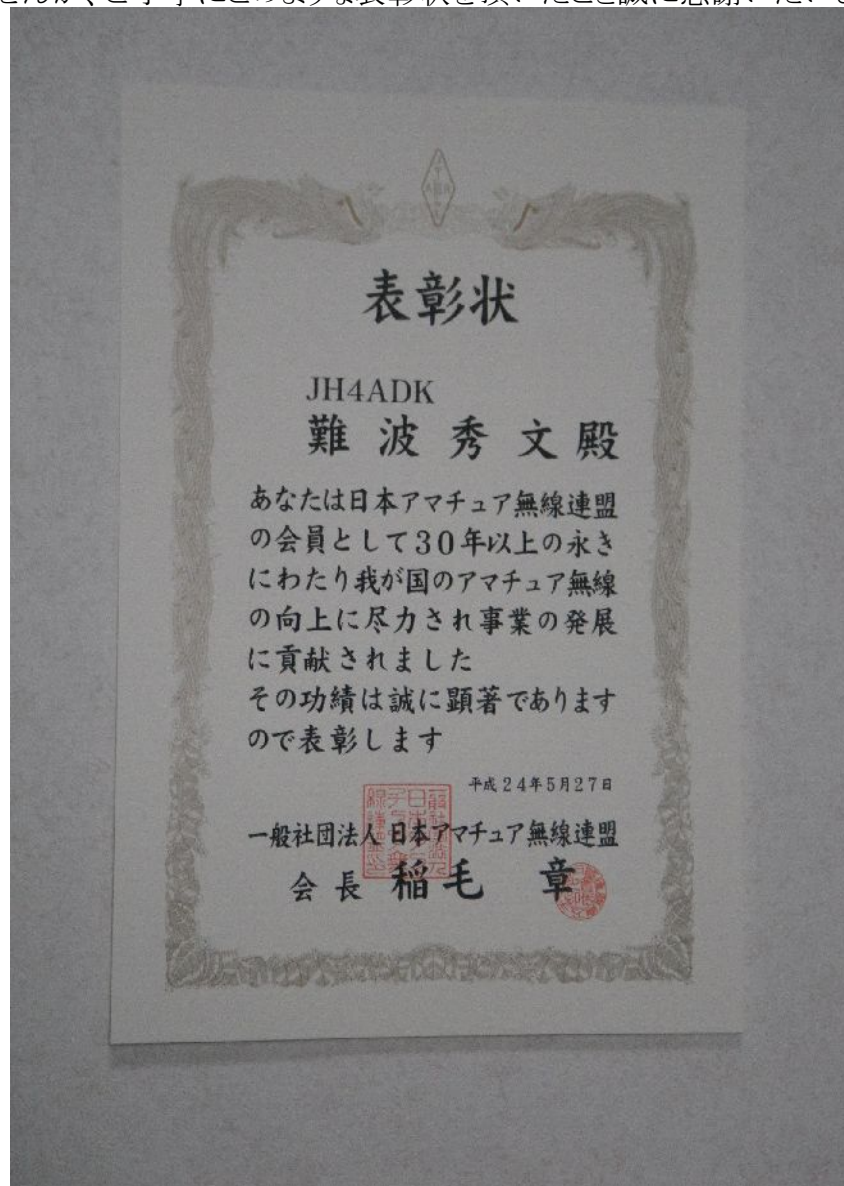 表彰状
JH4ADK
難波秀文殿
あなたは日本アマチュア無線連盟
の会員として30年以上の永き
にわたり我が国のアマチュア無線
の向上に尽力され事業の発展
に貢献されました
その功績は誠に顕著であります
ので表彰します
平成24年5月27日
一般社団法人 日本アマチュア無線連盟
会長 稲毛 章